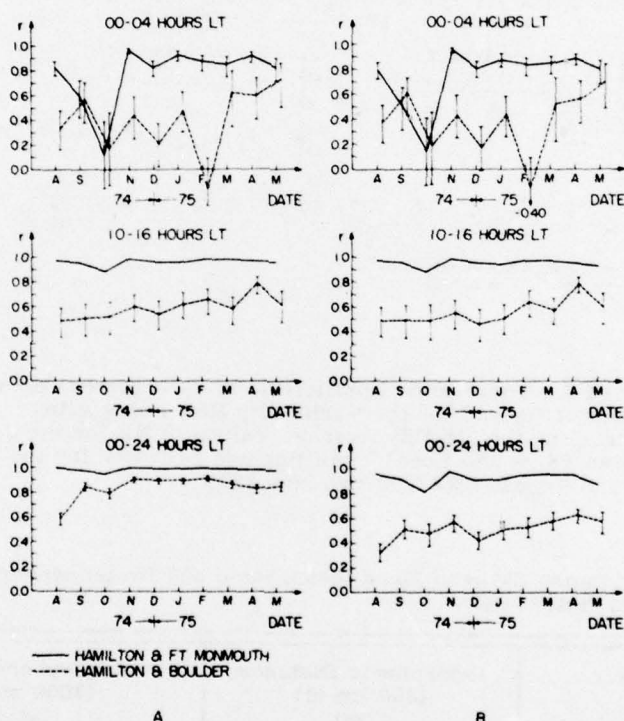 r 00-04 HOURS LT
1.0
0.8
0.6
0.4
0.2
0.0
A S O N D J F M A M
74 75 DATE
r 10-16 HOURS LT
1.0
0.8
0.6
0.4
0.2
0.0
A S O N D J F M A M
74 75 DATE
r 00-24 HOURS LT
1.0
0.8
0.6
0.4
0.2
0.0
A S O N D J F M A M
74 75 DATE
HAMILTON & FT MONMOUTH
HAMILTON & BOULDER
A
r 00-04 HOURS LT
1.0
0.8
0.6
0.4
0.2
0.0
A S O N D J F M A M
-0.40
74 75 DATE
r 10-16 HOURS LT
1.0
0.8
0.6
0.4
0.2
0.0
A S O N D J F M A M
74 75 DATE
r 00-24 HOURS LT
1.0
0.8
0.6
0.4
0.2
0.0
A S O N D J F M A M
74 75 DATE
B